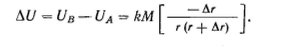 ΔU = U_B − U_A = kM [ −Δr / r (r + Δr) ].